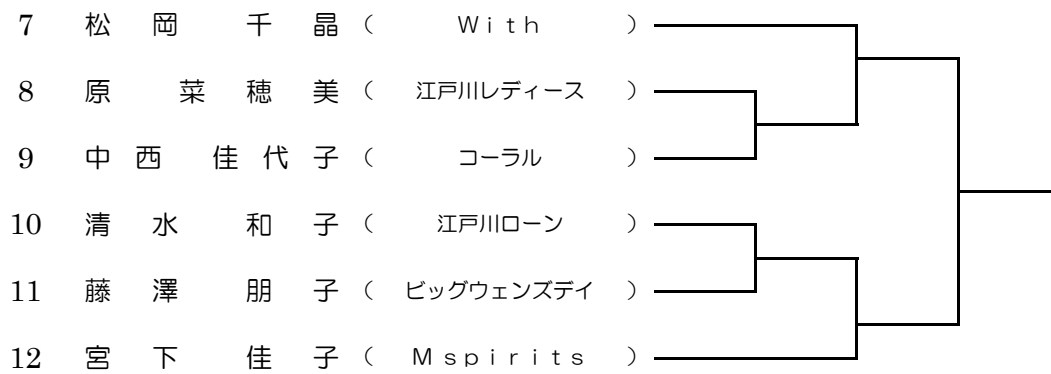 7 松岡 千晶 ( With )
8 原 菜穂美 ( 江戸川レディース )
9 中西 佳代子 ( コーラル )
10 清水 和子 ( 江戸川ローン )
11 藤澤 朋子 ( ビッグウェンズデイ )
12 宮下 佳子 ( Mspirits )